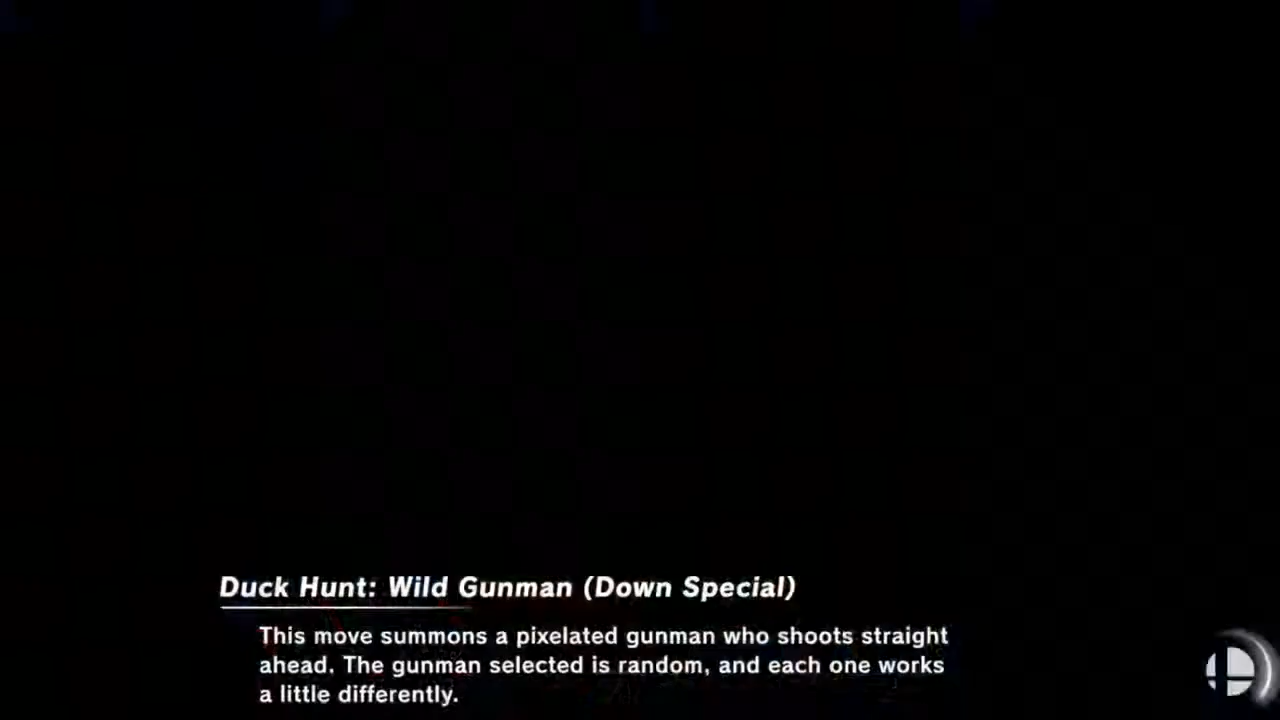 Duck Hunt: Wild Gunman (Down Special)
This move summons a pixelated gunman who shoots straight
ahead. The gunman selected is random, and each one works
a little differently.